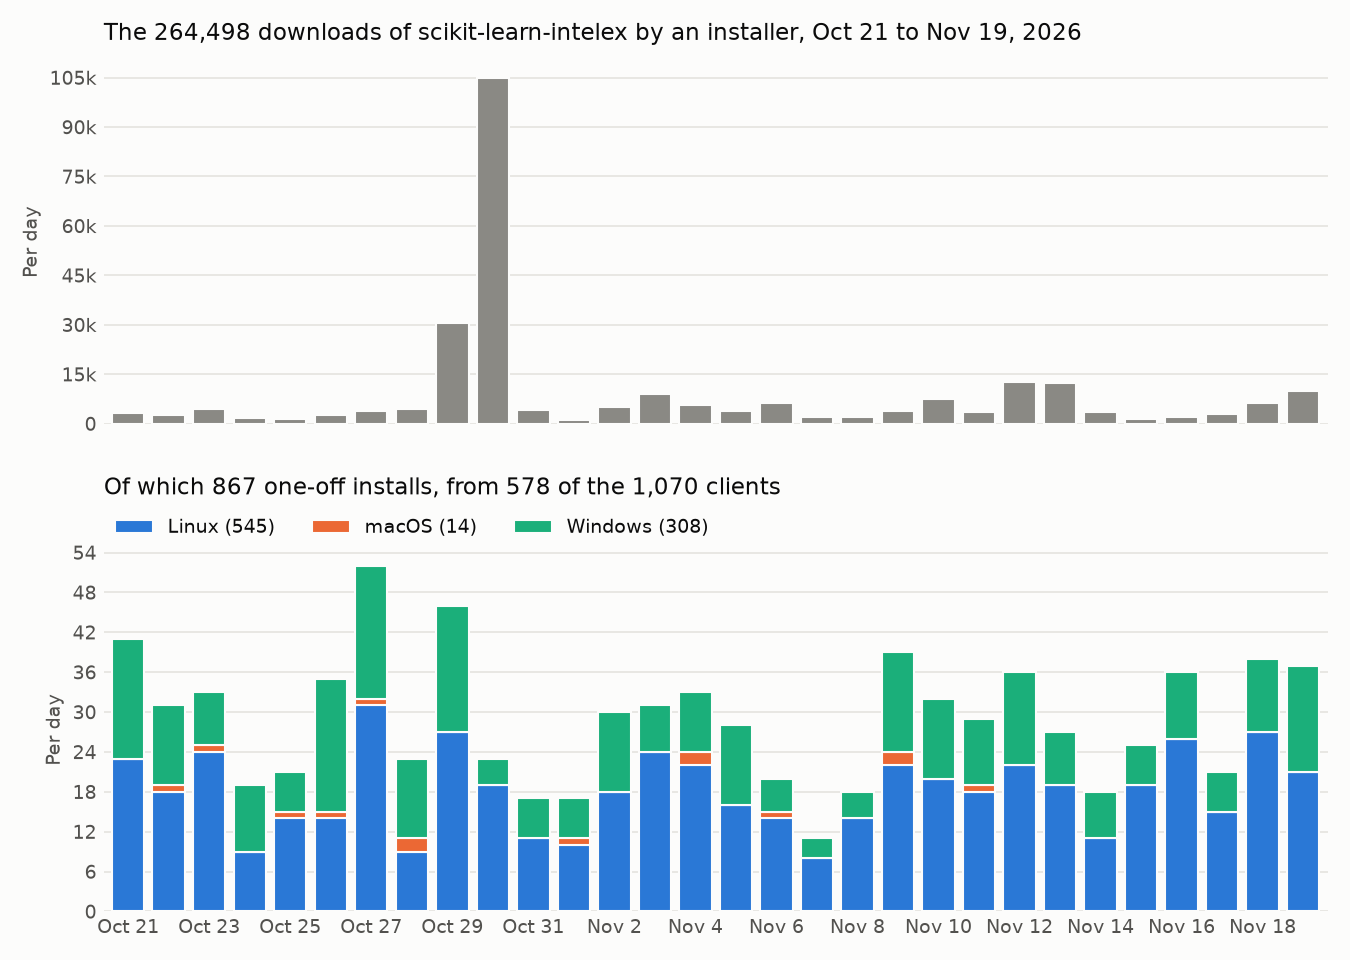 The 264,498 downloads of scikit-learn-intelex by an installer, Oct 21 to Nov 19, 2026
105k
90k
75k
60k
45k
30k
15k
0
Per day
Of which 867 one-off installs, from 578 of the 1,070 clients
Linux (545) macOS (14) Windows (308)
54
48
42
36
30
24
18
12
6
0
Per day
Oct 21 Oct 23 Oct 25 Oct 27 Oct 29 Oct 31 Nov 2 Nov 4 Nov 6 Nov 8 Nov 10 Nov 12 Nov 14 Nov 16 Nov 18